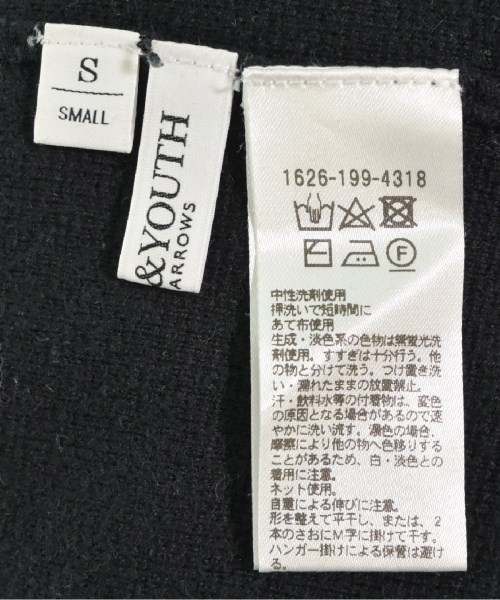 S
SMALL
&YOUTH
ARROWS
1626-199-4318
F
中性洗剤使用
押洗いで短時間に
あて布使用
生成・淡色系の色物は無蛍光洗
剤使用。すすぎは十分行う。他
の物と分けて洗う。つけ置き洗
い・濡れたままの放置禁止。
汗・飲料水等の付着物は、変色
の原因となる場合があるので速
やかに洗い流す。濃色の場合、
摩擦により他の物へ色移りする
ことがあるため、白・淡色との
着用に注意。
ネット使用。
自重による伸びに注意。
形を整えて平干し、または、2
本のさおにM字に掛けて干す。
ハンガー掛けによる保管は避け
る。